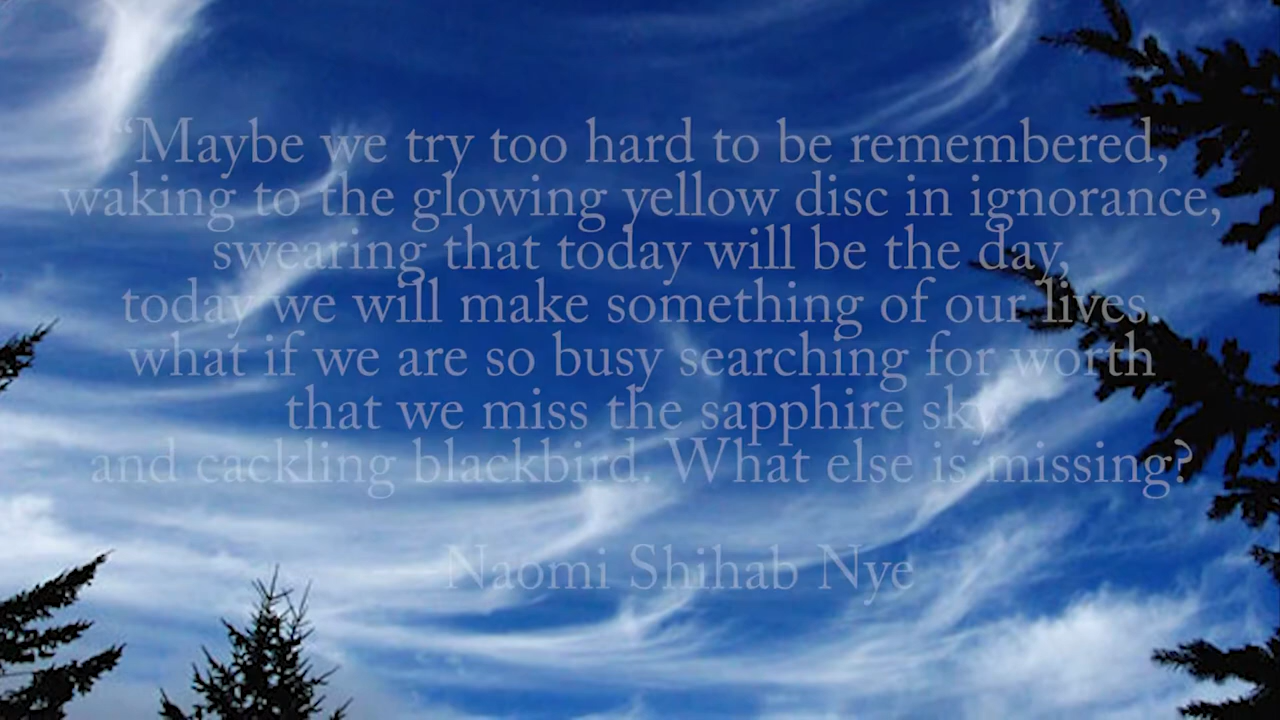 “Maybe we try too hard to be remembered,
waking to the glowing yellow disc in ignorance,
swearing that today will be the day,
today we will make something of our lives.
what if we are so busy searching for worth
that we miss the sapphire sky
and cackling blackbird. What else is missing?
Naomi Shihab Nye